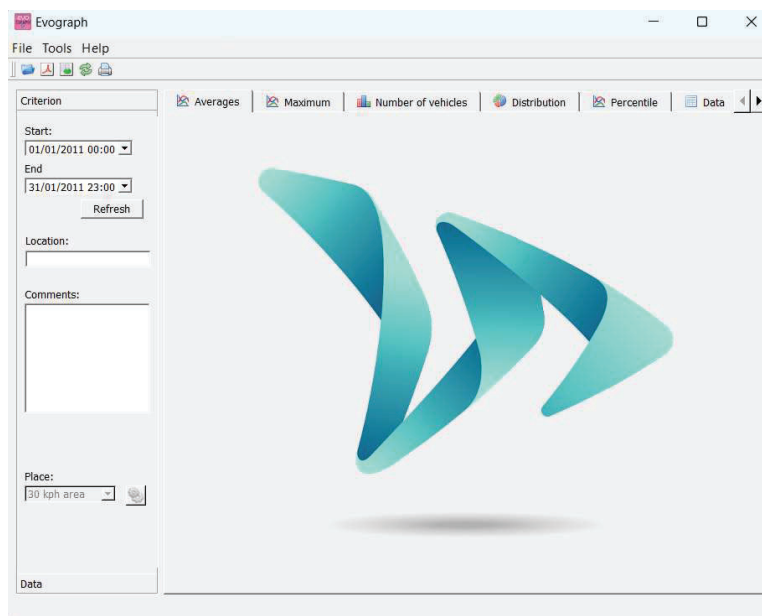 Evograph
File Tools Help
Criterion
Averages Maximum Number of vehicles Distribution Percentile Data
Start:
01/01/2011 00:00
End
31/01/2011 23:00
Refresh
Location:
Comments:
Place:
30 kph area
Data